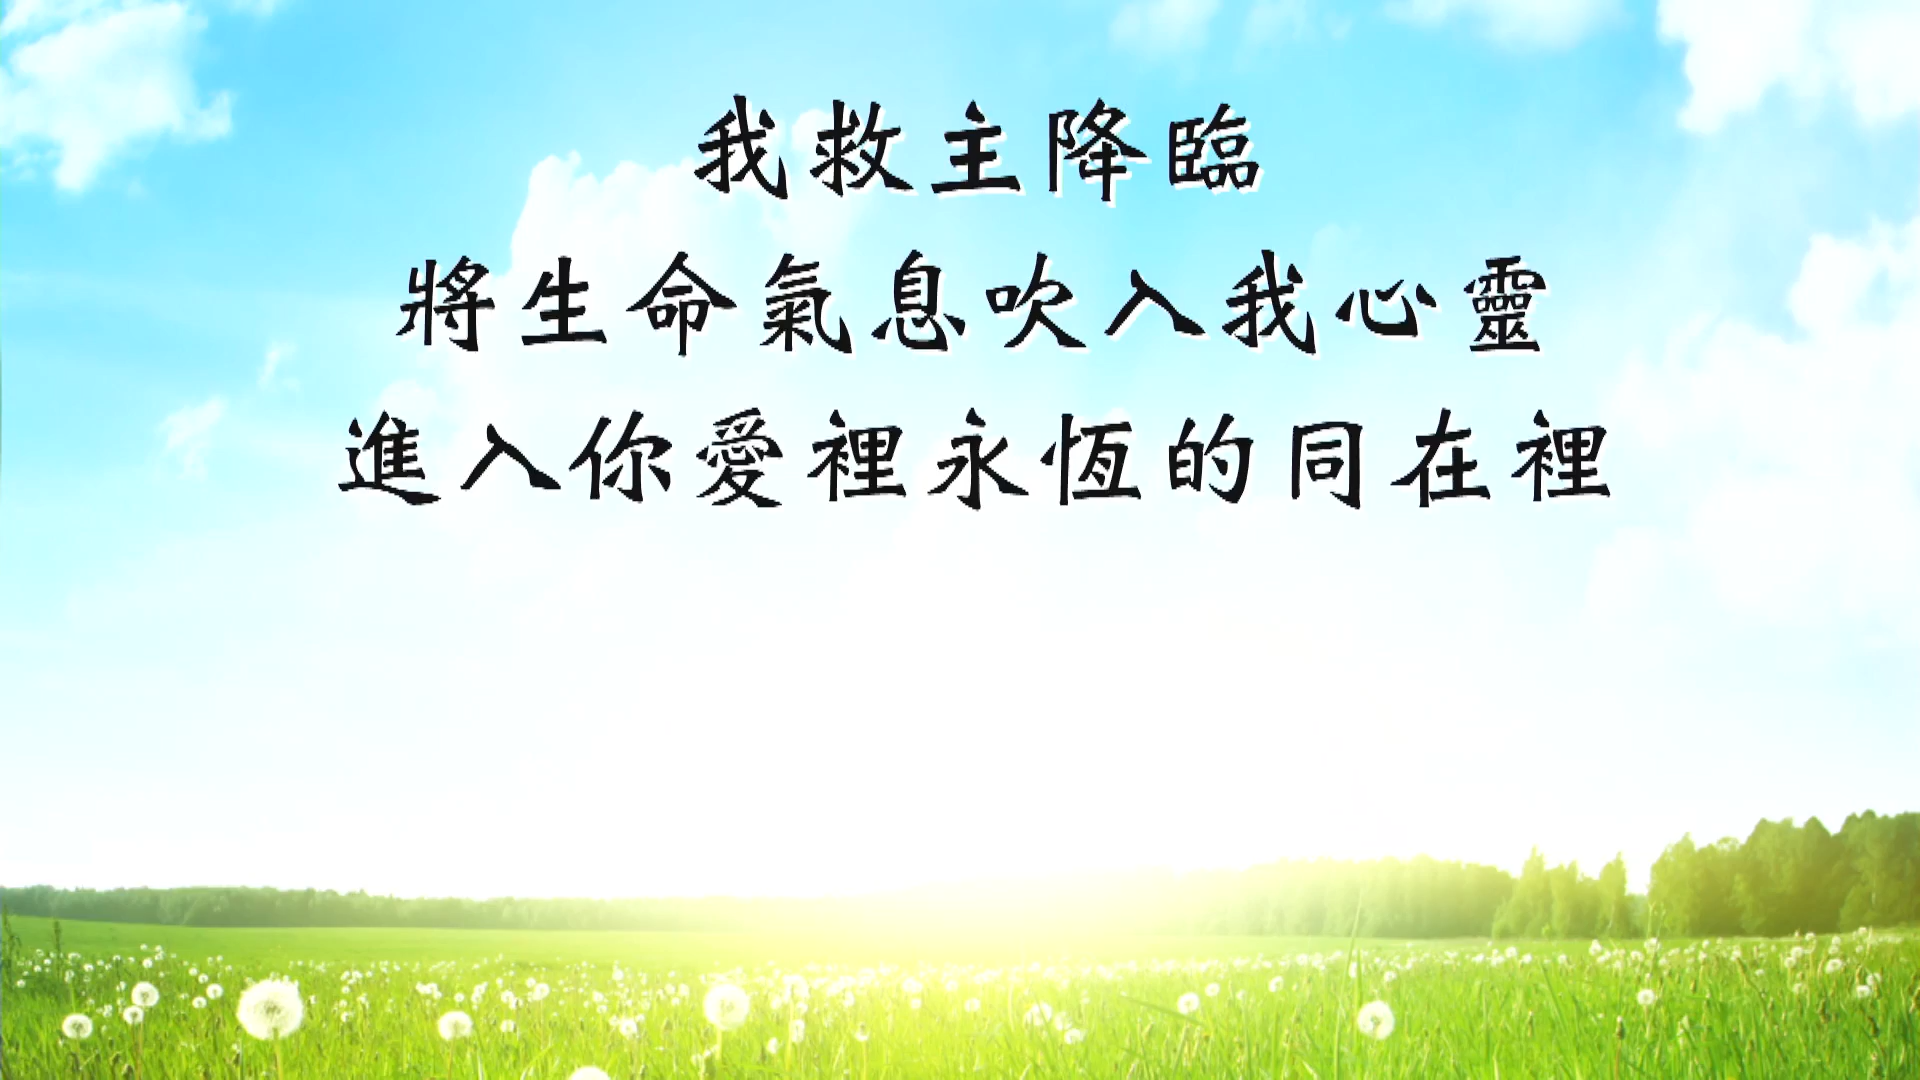 我救主降臨
將生命氣息吹入我心靈
進入你愛裡永恆的同在裡